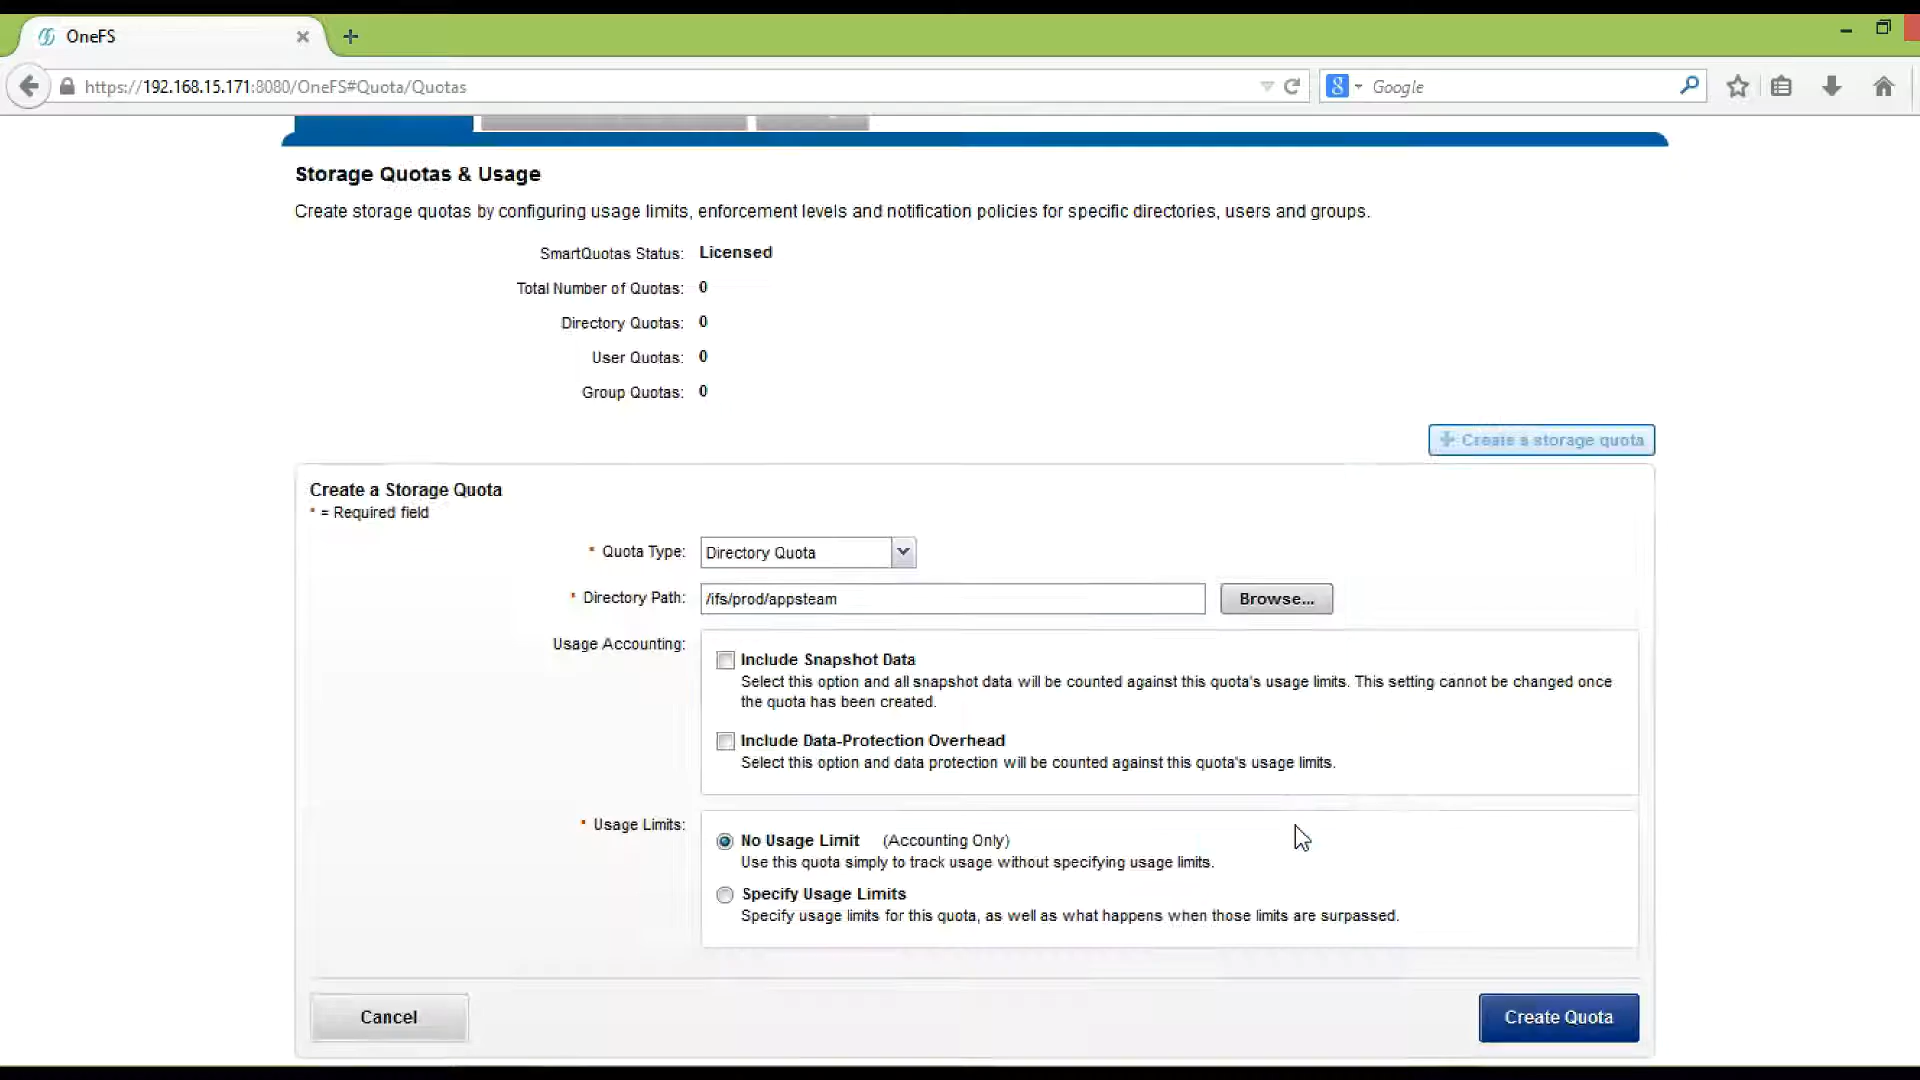 OneFS
https://192.168.15.171:8080/OneFS#Quota/Quotas
Google
Storage Quotas & Usage
Create storage quotas by configuring usage limits, enforcement levels and notification policies for specific directories, users and groups.
SmartQuotas Status: Licensed
Total Number of Quotas: 0
Directory Quotas: 0
User Quotas: 0
Group Quotas: 0
+ Create a storage quota
Create a Storage Quota
* = Required field
* Quota Type: Directory Quota
* Directory Path: /ifs/prod/appsteam Browse...
Usage Accounting:
Include Snapshot Data
Select this option and all snapshot data will be counted against this quota's usage limits. This setting cannot be changed once
the quota has been created.
Include Data-Protection Overhead
Select this option and data protection will be counted against this quota's usage limits.
* Usage Limits:
No Usage Limit (Accounting Only)
Use this quota simply to track usage without specifying usage limits.
Specify Usage Limits
Specify usage limits for this quota, as well as what happens when those limits are surpassed.
Cancel
Create Quota